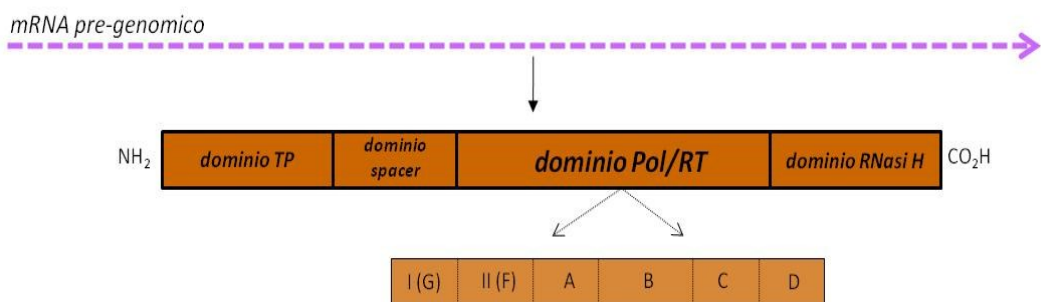 mRNA pre-genomico
NH₂ dominio TP dominio spacer dominio Pol/RT dominio RNasi H CO₂H
I (G) II (F) A B C D